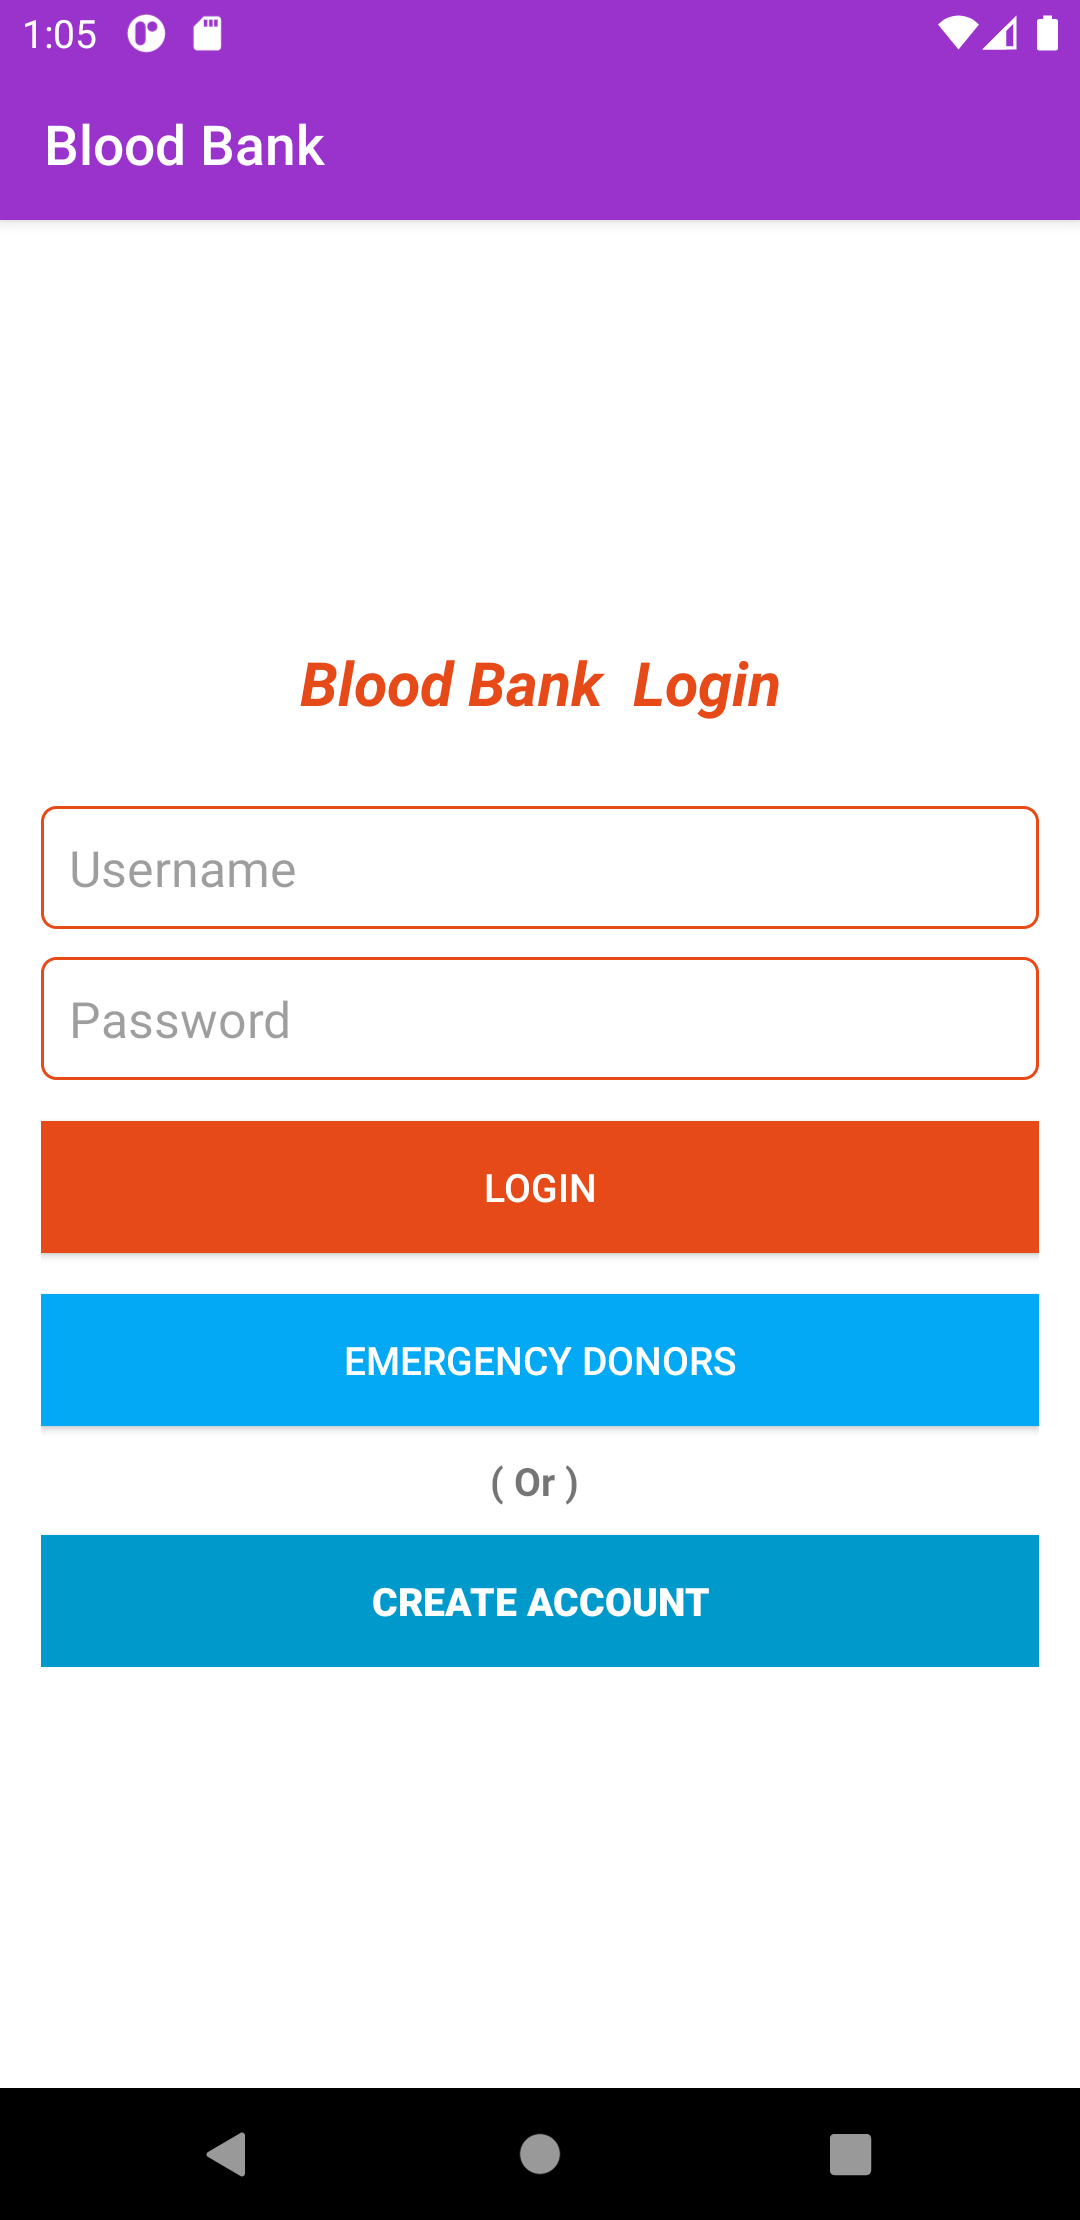 1:05
Blood Bank
Blood Bank  Login
Username
Password
LOGIN
EMERGENCY DONORS
( Or )
CREATE ACCOUNT